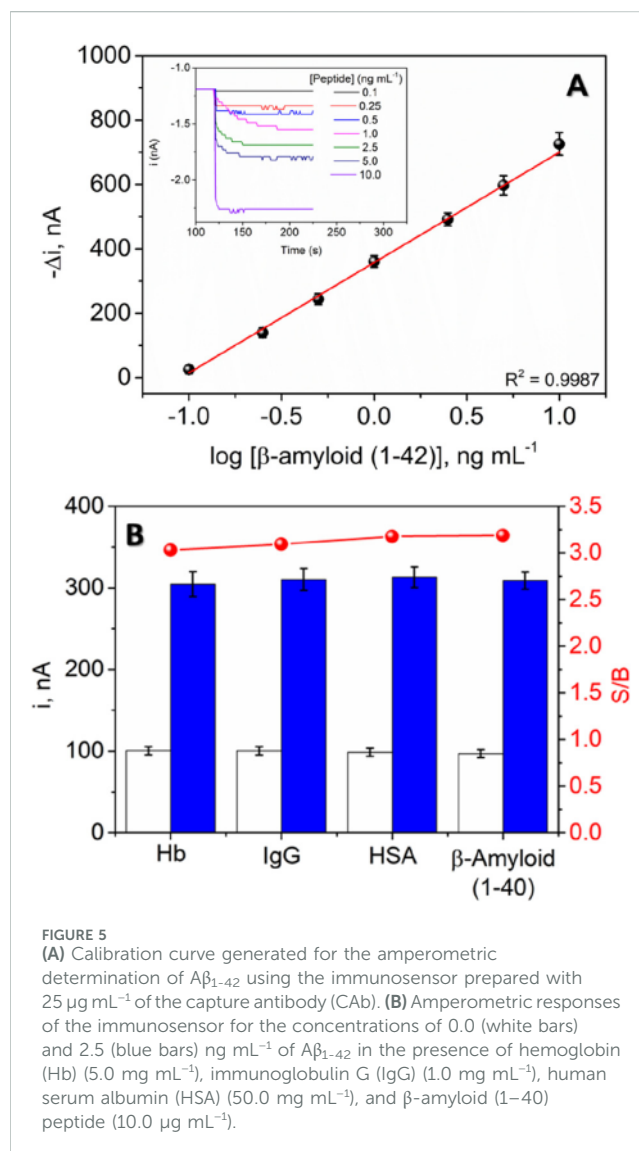 A
1000
800
600
400
200
0
-Δi, nA
-1.0
-1.5
-2.0
i (nA)
100 150 200 250 300
Time (s)
[Peptide] (ng mL⁻¹)
0.1
0.25
0.5
1.0
2.5
5.0
10.0
R² = 0.9987
-1.0 -0.5 0.0 0.5 1.0
log [β-amyloid (1-42)], ng mL⁻¹
B
400
300
200
100
0
i, nA
3.5
3.0
2.5
2.0
1.5
1.0
0.5
0.0
S/B
Hb IgG HSA β-Amyloid
(1-40)
FIGURE 5
(A) Calibration curve generated for the amperometric
determination of Aβ₁₋₄₂ using the immunosensor prepared with
25 μg mL⁻¹ of the capture antibody (CAb). (B) Amperometric responses
of the immunosensor for the concentrations of 0.0 (white bars)
and 2.5 (blue bars) ng mL⁻¹ of Aβ₁₋₄₂ in the presence of hemoglobin
(Hb) (5.0 mg mL⁻¹), immunoglobulin G (IgG) (1.0 mg mL⁻¹), human
serum albumin (HSA) (50.0 mg mL⁻¹), and β-amyloid (1–40)
peptide (10.0 μg mL⁻¹).